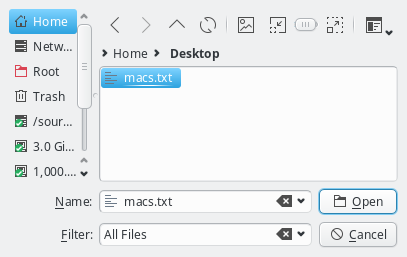 Home
Netw...
Root
Trash
/sour...
3.0 Gi...
1,000....
Home Desktop
macs.txt
Name: macs.txt Open
Filter: All Files Cancel